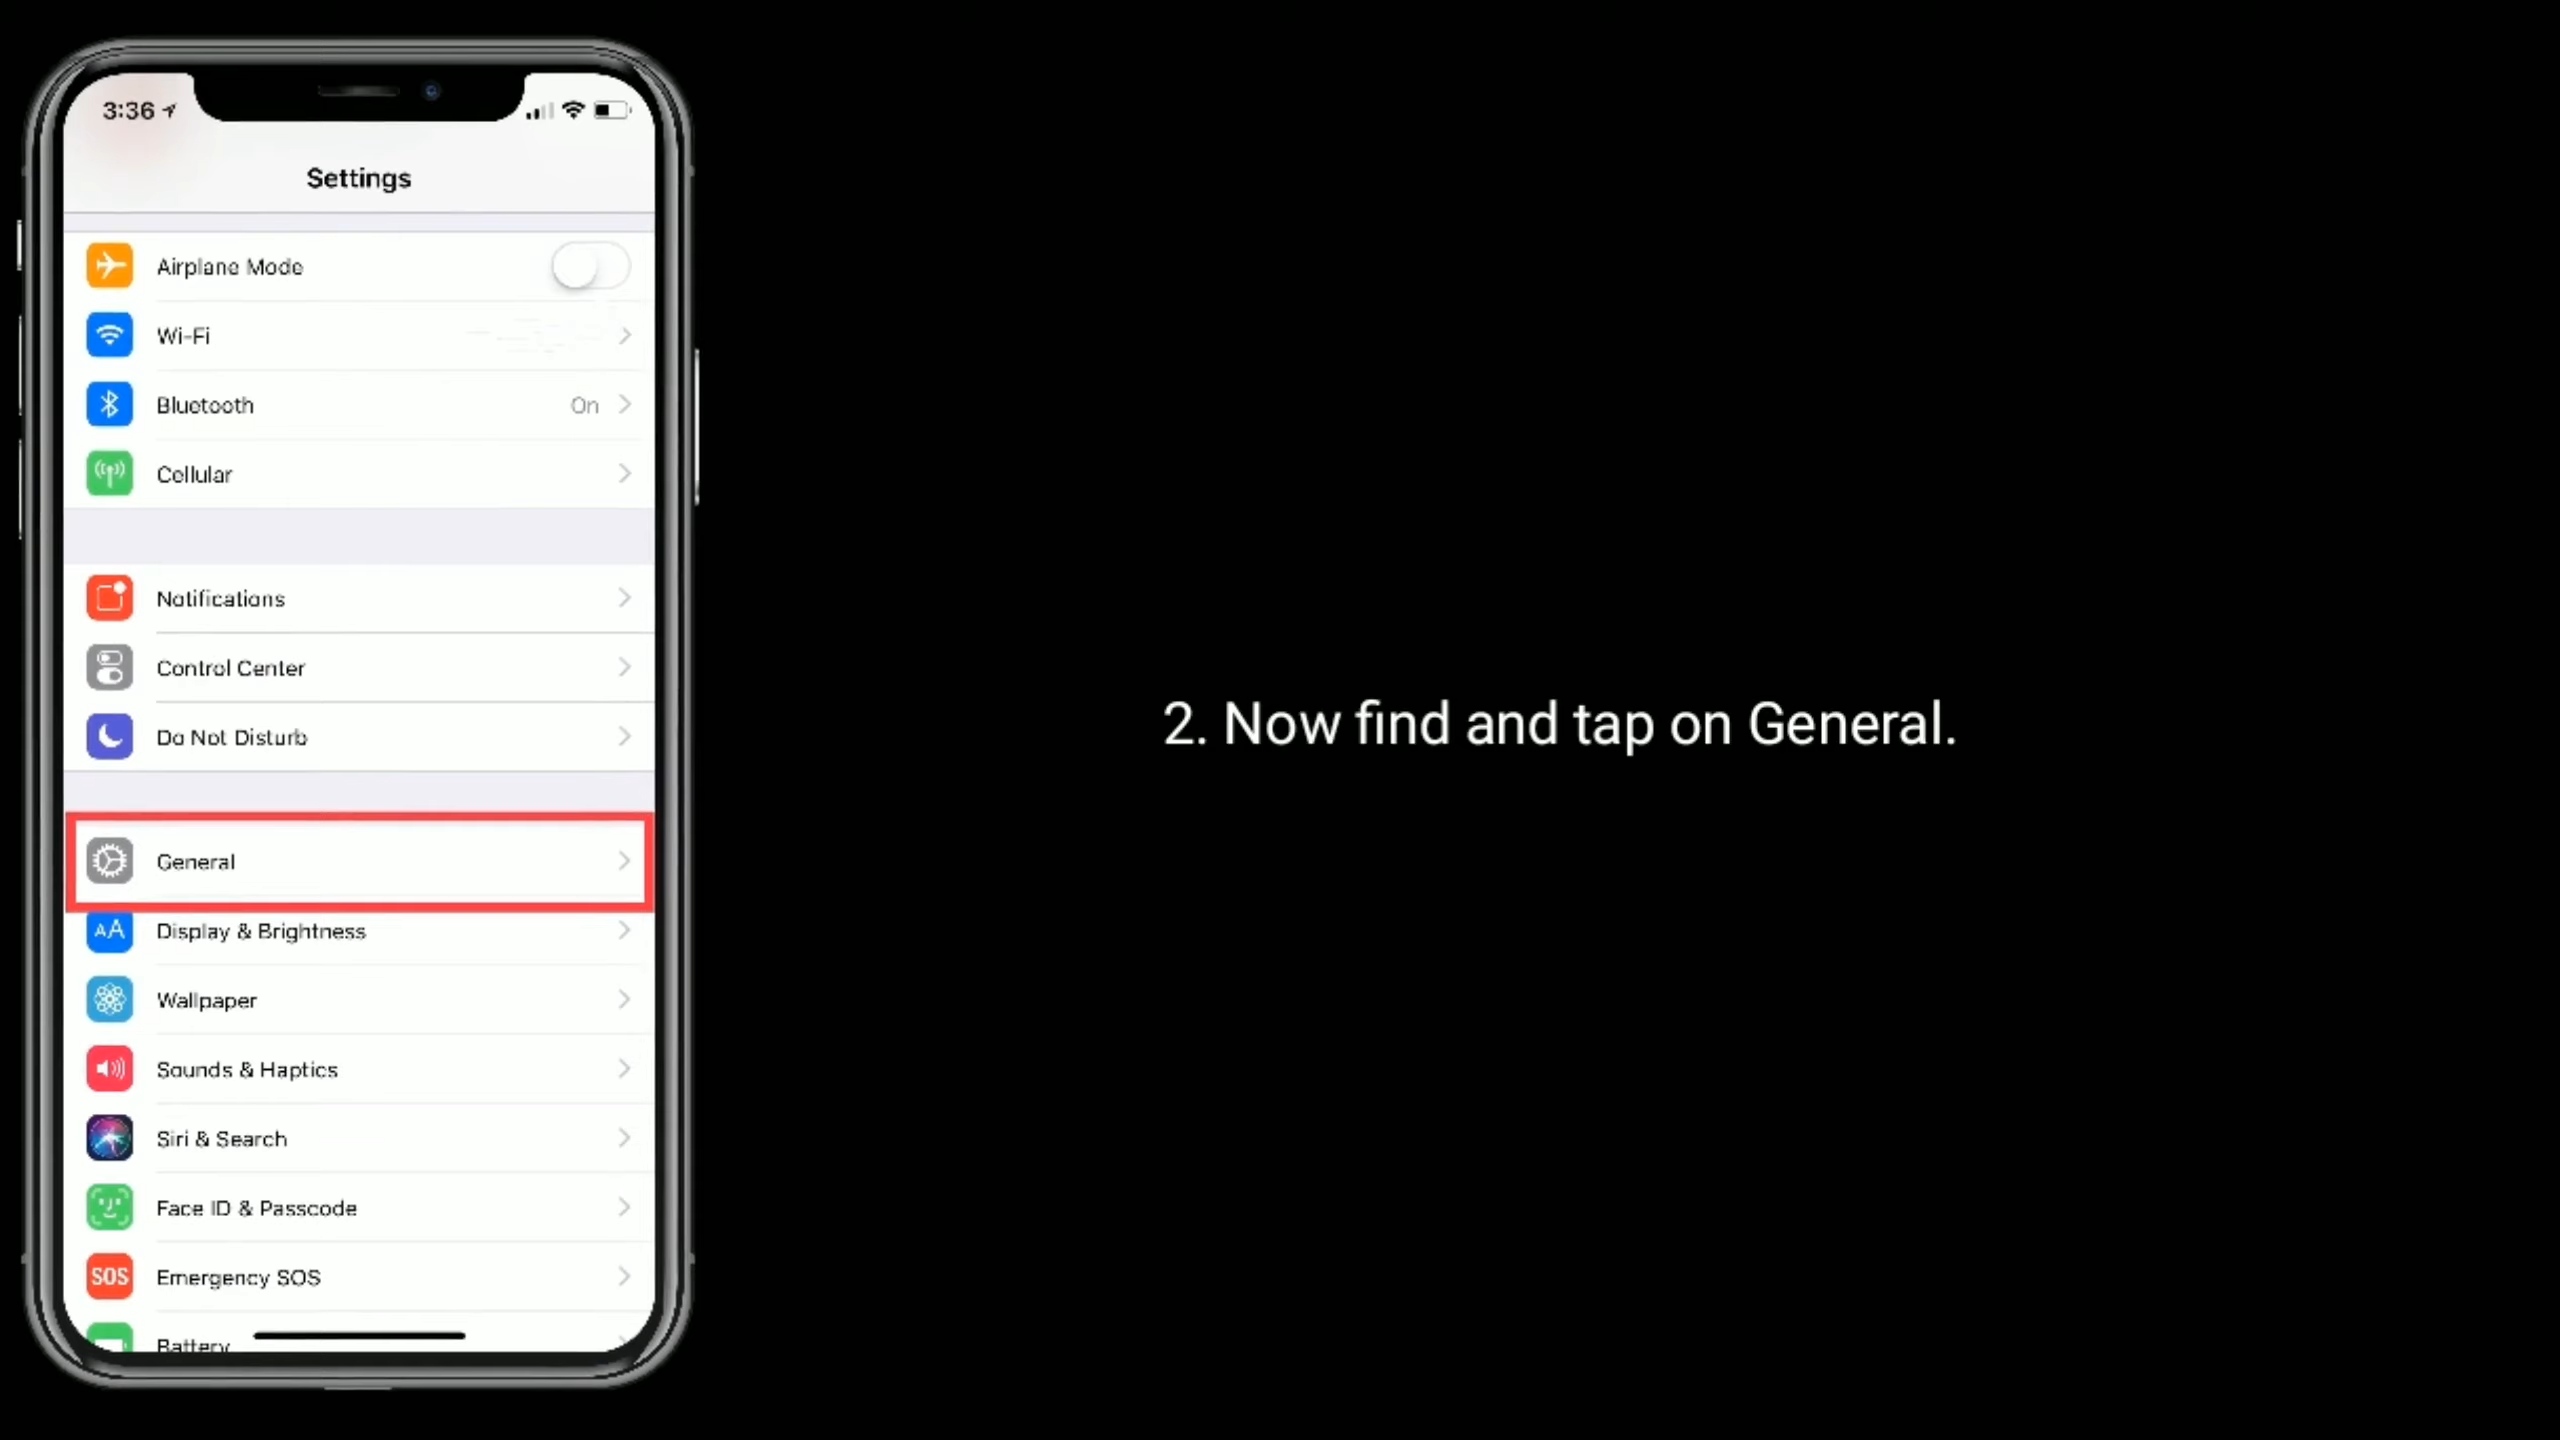 3:36
Settings
Airplane Mode
Wi-Fi
Bluetooth On
Cellular
Notifications
Control Center
Do Not Disturb
General
AA Display & Brightness
Wallpaper
Sounds & Haptics
Siri & Search
Face ID & Passcode
SOS Emergency SOS
Battery
2. Now find and tap on General.